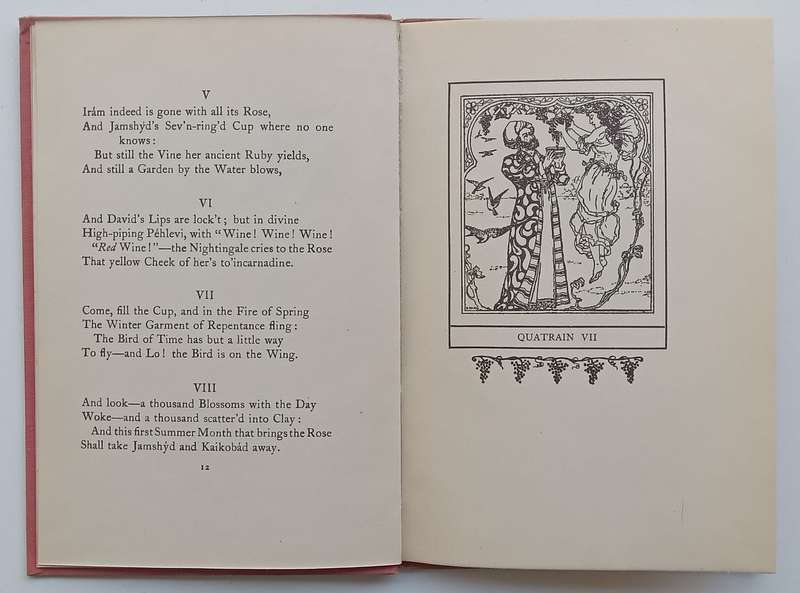 V
Irám indeed is gone with all its Rose,
And Jamshýd's Sev'n-ring'd Cup where no one
knows:
But still the Vine her ancient Ruby yields,
And still a Garden by the Water blows,
VI
And David's Lips are lock't; but in divine
High-piping Péhlevi, with "Wine! Wine! Wine!
"Red Wine!"—the Nightingale cries to the Rose
That yellow Cheek of her's to'incarnadine.
VII
Come, fill the Cup, and in the Fire of Spring
The Winter Garment of Repentance fling:
The Bird of Time has but a little way
To fly—and Lo! the Bird is on the Wing.
VIII
And look—a thousand Blossoms with the Day
Woke—and a thousand scatter'd into Clay:
And this first Summer Month that brings the Rose
Shall take Jamshýd and Kaikobád away.
12
QUATRAIN VII